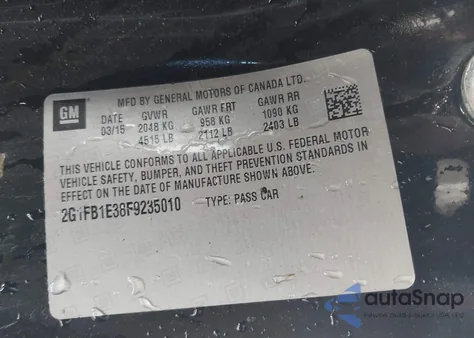 GM
MFD BY GENERAL MOTORS OF CANADA LTD.
DATE GVWR GAWR FRT GAWR RR
03/15 2048 KG 958 KG 1090 KG
4515 LB 2112 LB 2403 LB
THIS VEHICLE CONFORMS TO ALL APPLICABLE U.S. FEDERAL MOTOR
VEHICLE SAFETY, BUMPER, AND THEFT PREVENTION STANDARDS IN
EFFECT ON THE DATE OF MANUFACTURE SHOWN ABOVE.
2G1FB1E38F9235010 TYPE: PASS CAR
autaSnap